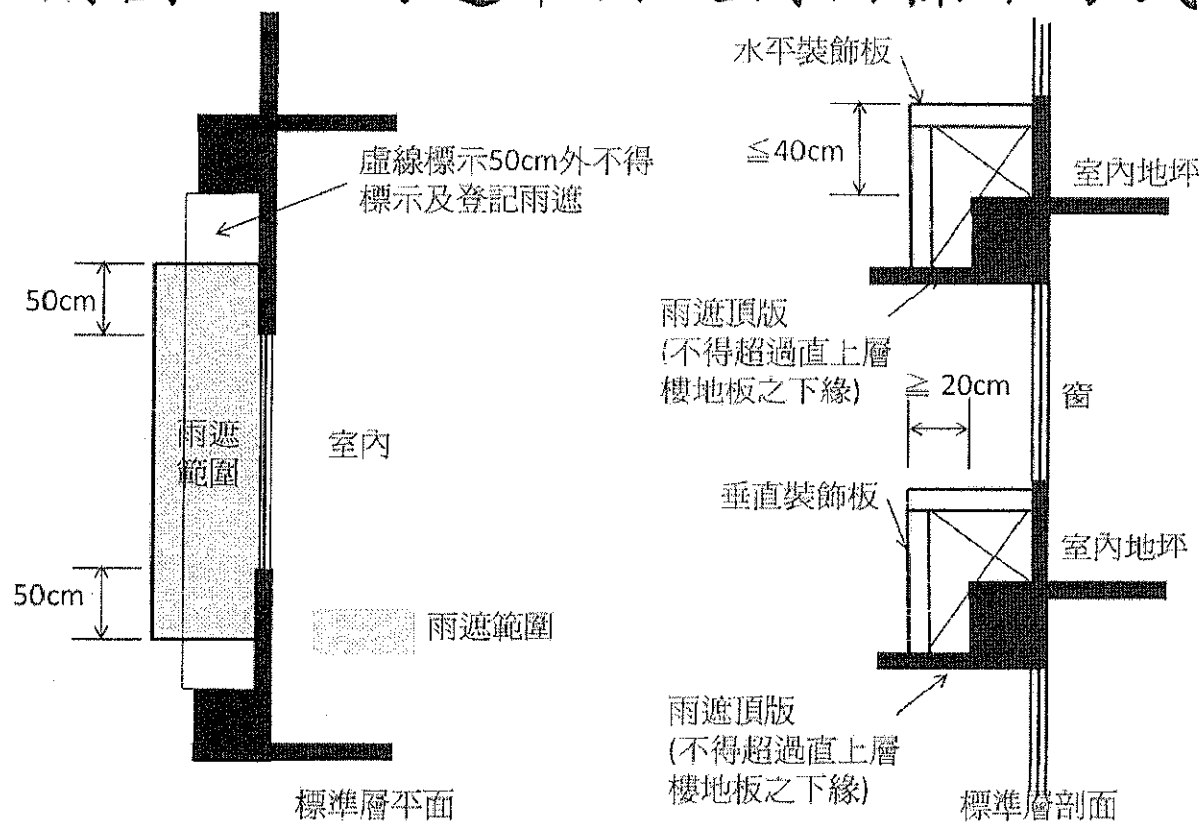 虛線標示50cm外不得
標示及登記雨遮
50cm
雨遮
範圍
室內
50cm
雨遮範圍
標準層平面
水平裝飾板
≦40cm
室內地坪
雨遮頂版
(不得超過直上層
樓地板之下緣)
≧ 20cm
窗
垂直裝飾板
室內地坪
雨遮頂版
(不得超過直上層
樓地板之下緣)
標準層剖面